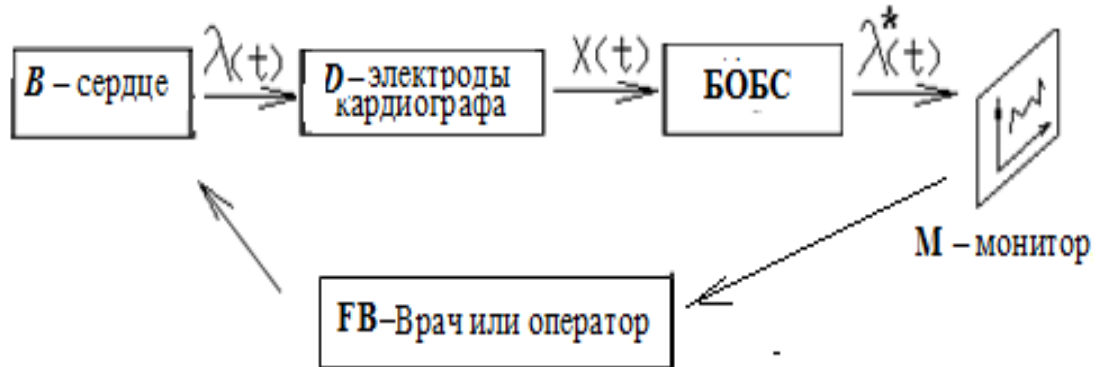 B – сердце
λ(t)
D – электроды
кардиографа
X(t)
БОБС
λ*(t)
М – монитор
FB–Врач или оператор